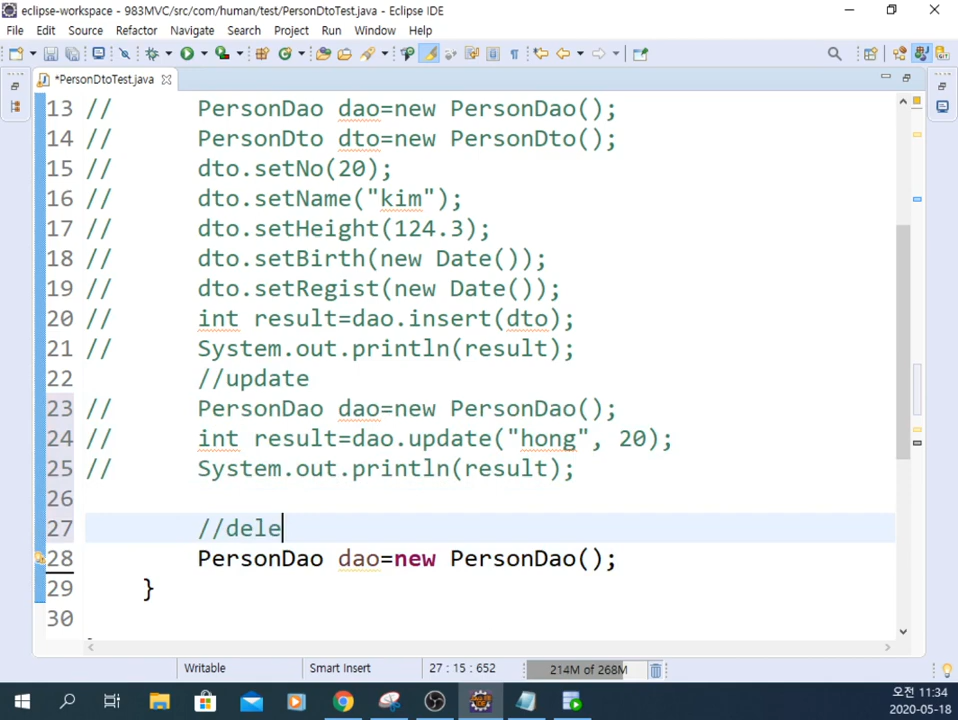 eclipse-workspace - 983MVC/src/com/human/test/PersonDtoTest.java - Eclipse IDE
File Edit Source Refactor Navigate Search Project Run Window Help
*PersonDtoTest.java
13 // PersonDao dao=new PersonDao();
14 // PersonDto dto=new PersonDto();
15 // dto.setNo(20);
16 // dto.setName("kim");
17 // dto.setHeight(124.3);
18 // dto.setBirth(new Date());
19 // dto.setRegist(new Date());
20 // int result=dao.insert(dto);
21 // System.out.println(result);
22 //update
23 // PersonDao dao=new PersonDao();
24 // int result=dao.update("hong", 20);
25 // System.out.println(result);
26
27 //dele
28 PersonDao dao=new PersonDao();
29 }
30
Writable Smart Insert 27 : 15 : 652 214M of 268M
오전 11:34
2020-05-18